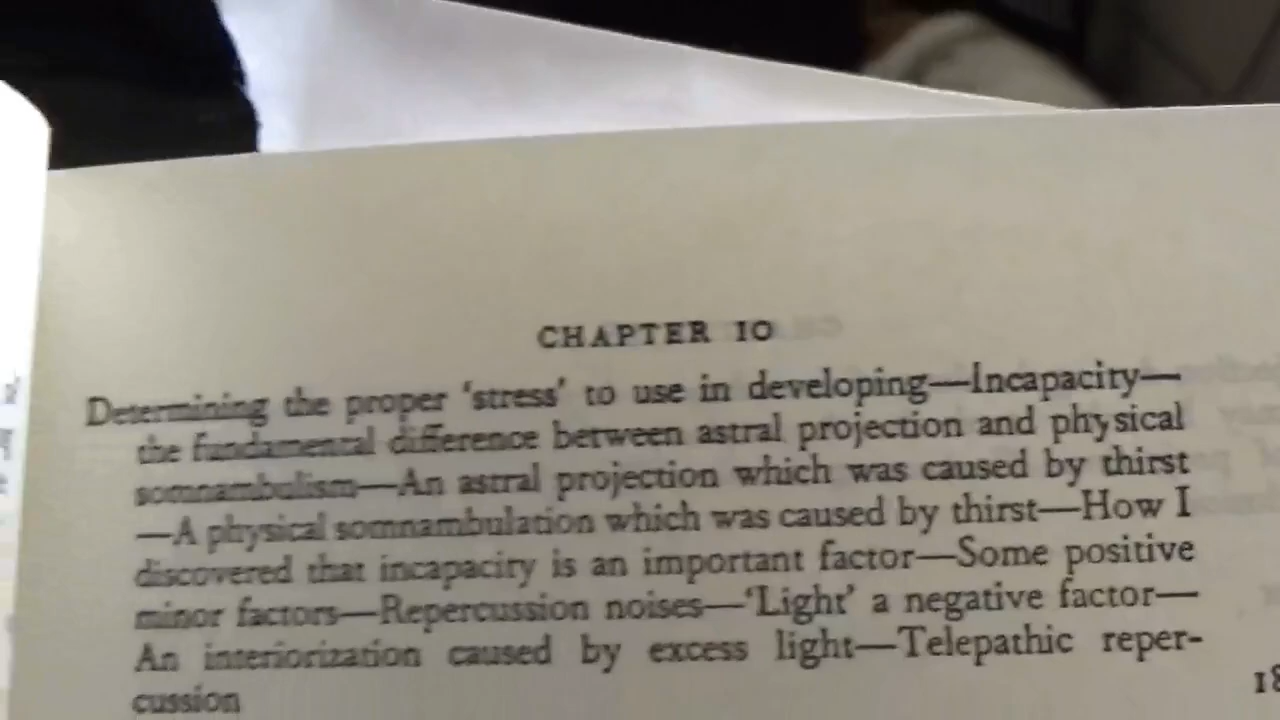 CHAPTER 10
Determining the proper 'stress' to use in developing—Incapacity—
the fundamental difference between astral projection and physical
somnambulism—An astral projection which was caused by thirst
—A physical somnambulation which was caused by thirst—How I
discovered that incapacity is an important factor—Some positive
minor factors—Repercussion noises—'Light' a negative factor—
An interiorization caused by excess light—Telepathic reper-
cussion